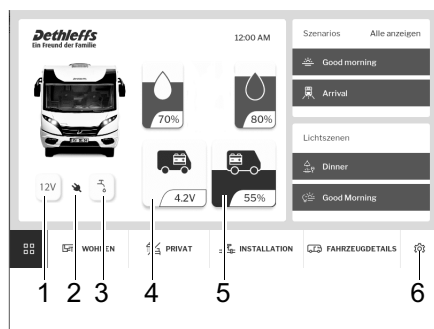 Dethleffs
Ein Freund der Familie
12:00 AM
70%
80%
4.2V
55%
12V
Szenarios Alle anzeigen
Good morning
Arrival
Lichtszenen
Dinner
Good Morning
WOHNEN PRIVAT INSTALLATION FAHRZEUGDETAILS
1 2 3 4 5 6